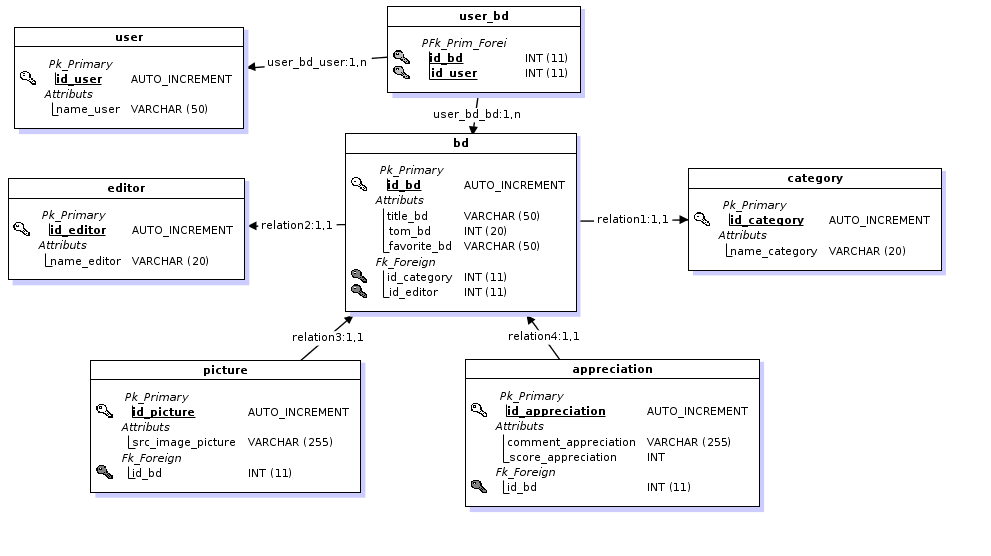 user_bd
PFk_Prim_Forei
id_bd INT (11)
id_user INT (11)
user
Pk_Primary
id_user AUTO_INCREMENT
Attributs
name_user VARCHAR (50)
user_bd_user:1,n
user_bd_bd:1,n
bd
Pk_Primary
id_bd AUTO_INCREMENT
Attributs
title_bd VARCHAR (50)
tom_bd INT (20)
favorite_bd VARCHAR (50)
Fk_Foreign
id_category INT (11)
id_editor INT (11)
editor
Pk_Primary
id_editor AUTO_INCREMENT
Attributs
name_editor VARCHAR (20)
relation2:1,1
relation1:1,1
category
Pk_Primary
id_category AUTO_INCREMENT
Attributs
name_category VARCHAR (20)
relation3:1,1
relation4:1,1
picture
Pk_Primary
id_picture AUTO_INCREMENT
Attributs
src_image_picture VARCHAR (255)
Fk_Foreign
id_bd INT (11)
appreciation
Pk_Primary
id_appreciation AUTO_INCREMENT
Attributs
comment_appreciation VARCHAR (255)
score_appreciation INT
Fk_Foreign
id_bd INT (11)